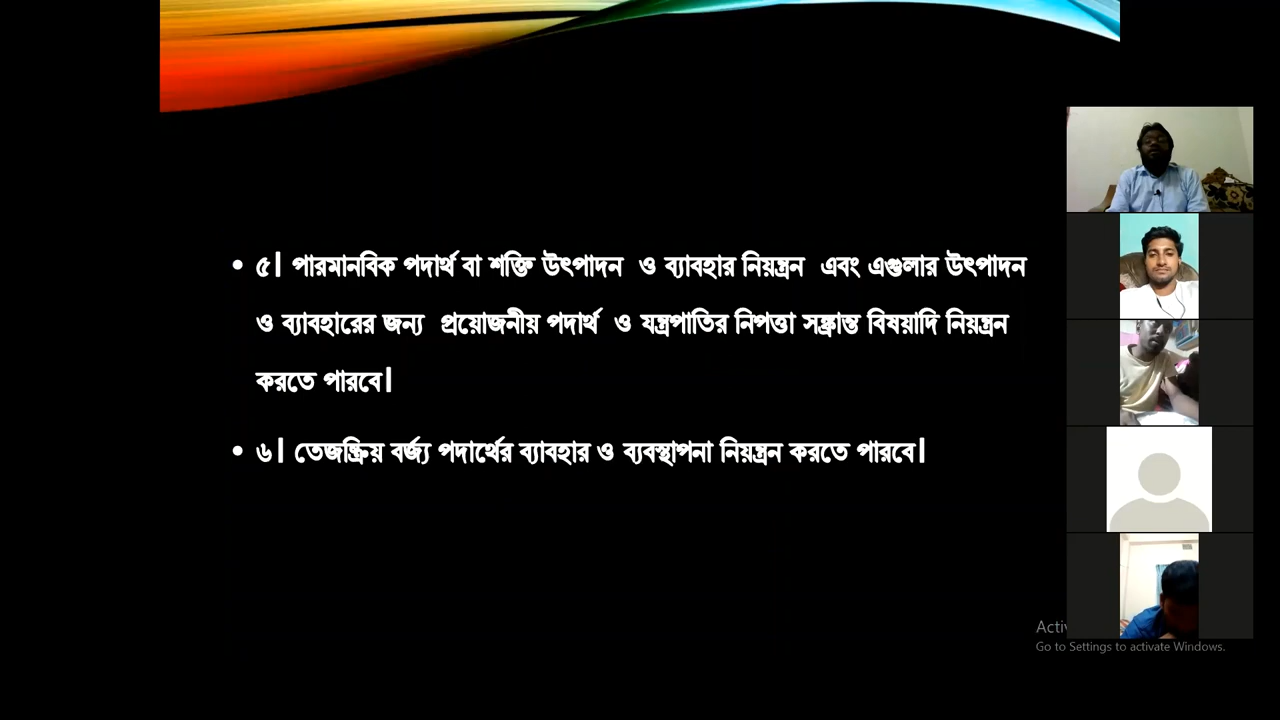 • ৫। পারমানবিক পদার্থ বা শক্তি উৎপাদন ও ব্যাবহার নিয়ন্ত্রন এবং এগুলার উৎপাদন
ও ব্যাবহারের জন্য প্রয়োজনীয় পদার্থ ও যন্ত্রপাতির নিপত্তা সঙ্ক্রান্ত বিষয়াদি নিয়ন্ত্রন
করতে পারবে।
• ৬। তেজষ্ক্রিয় বর্জ্য পদার্থের ব্যাবহার ও ব্যবস্থাপনা নিয়ন্ত্রন করতে পারবে।
Activ
Go to Settings to activate Windows.